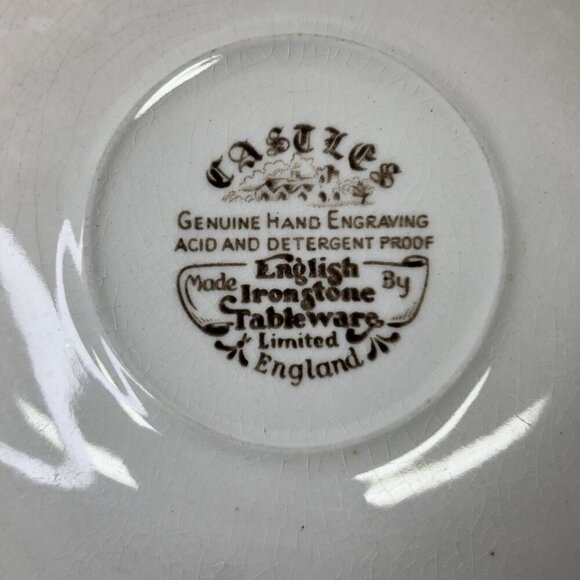 CASTLES
GENUINE HAND ENGRAVING
ACID AND DETERGENT PROOF
Made English By
Ironstone
Tableware
Limited
England